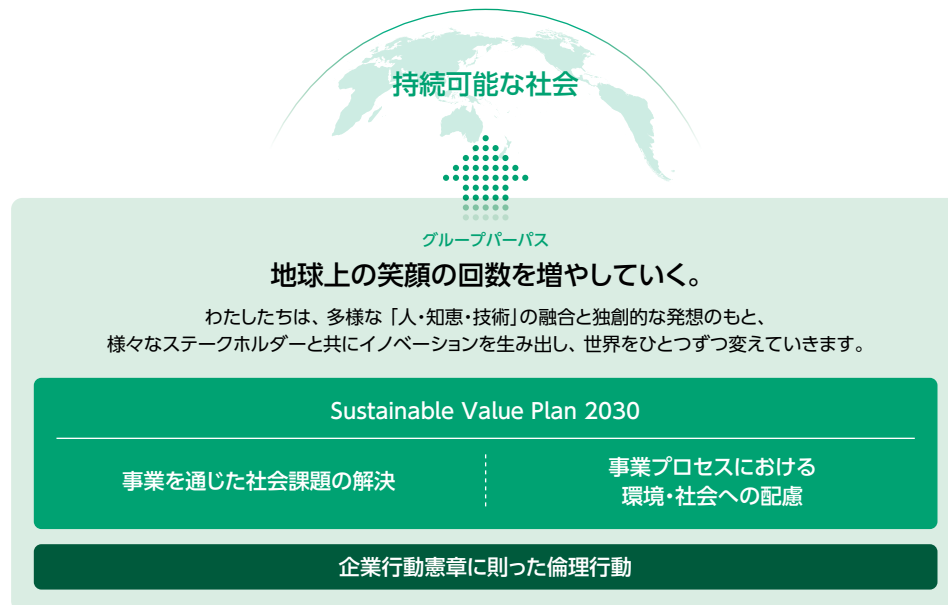 持続可能な社会
グループパーパス
地球上の笑顔の回数を増やしていく。
わたしたちは、多様な「人・知恵・技術」の融合と独創的な発想のもと、
様々なステークホルダーと共にイノベーションを生み出し、世界をひとつずつ変えていきます。
Sustainable Value Plan 2030
事業を通じた社会課題の解決
事業プロセスにおける
環境・社会への配慮
企業行動憲章に則った倫理行動